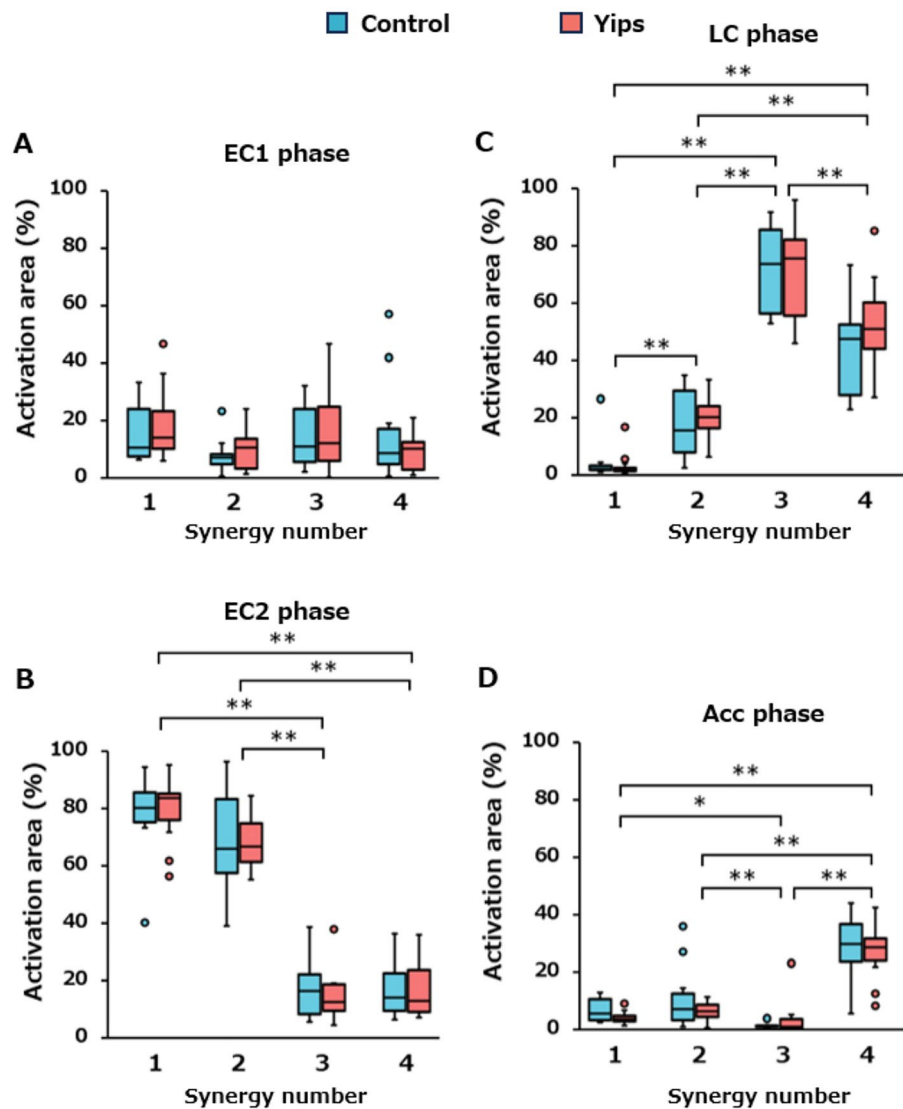 Control Yips
A
EC1 phase
Activation area (%)
100
80
60
40
20
0
1 2 3 4
Synergy number
LC phase
C
**
**
**
** **
**
Activation area (%)
100
80
60
40
20
0
1 2 3 4
Synergy number
EC2 phase
B
**
**
**
**
Activation area (%)
100
80
60
40
20
0
1 2 3 4
Synergy number
D
Acc phase
**
*
**
** **
Activation area (%)
100
80
60
40
20
0
1 2 3 4
Synergy number